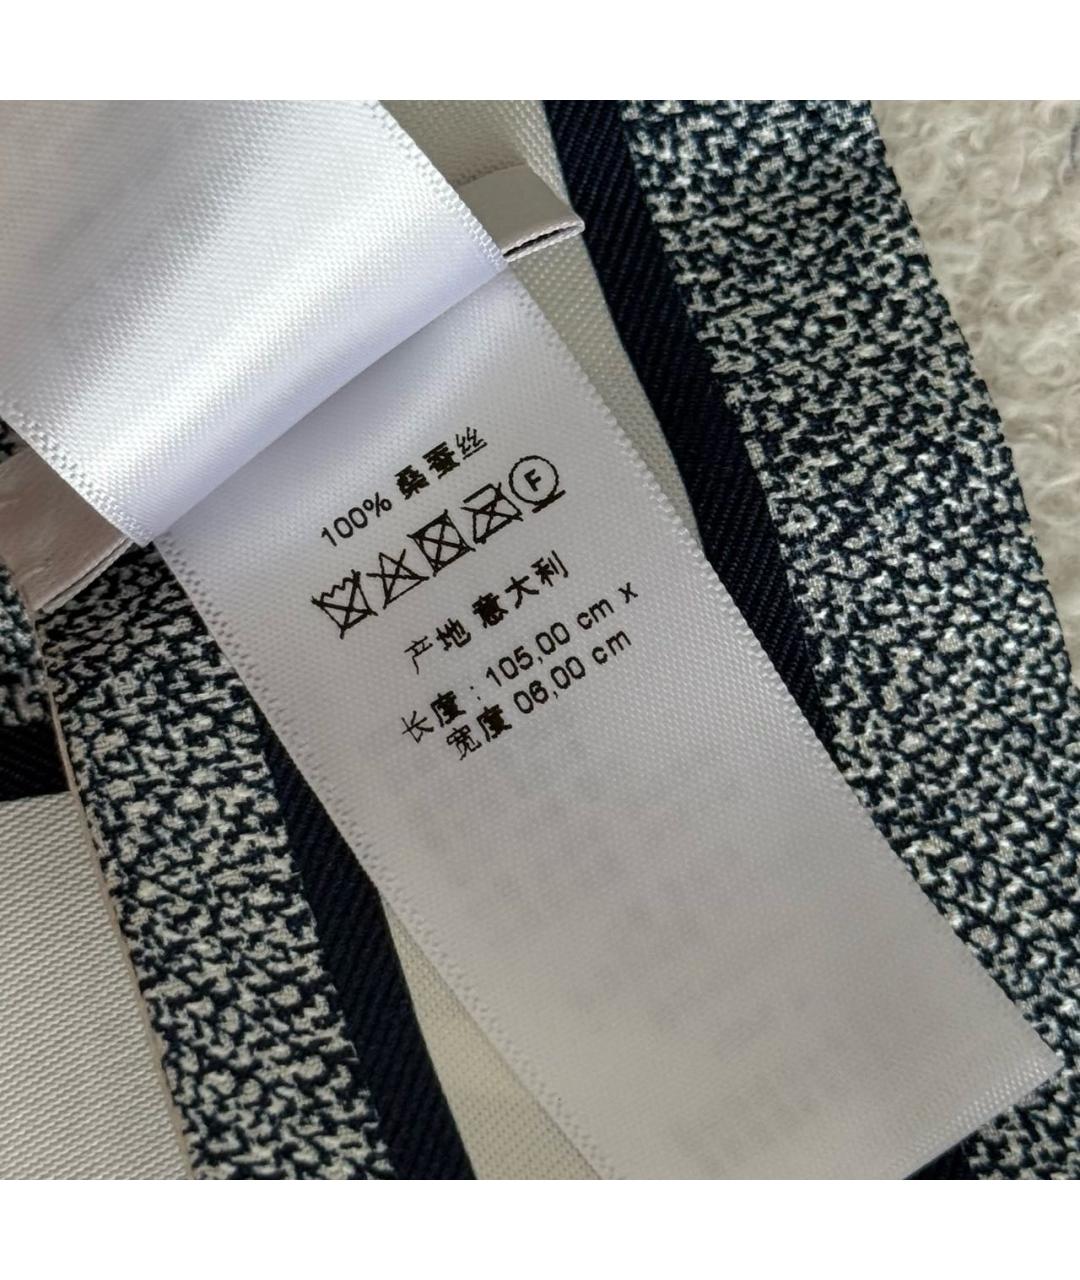 100% 桑蚕丝
F
产地 意大利
长度 : 105,00 cm x
宽度 06,00 cm